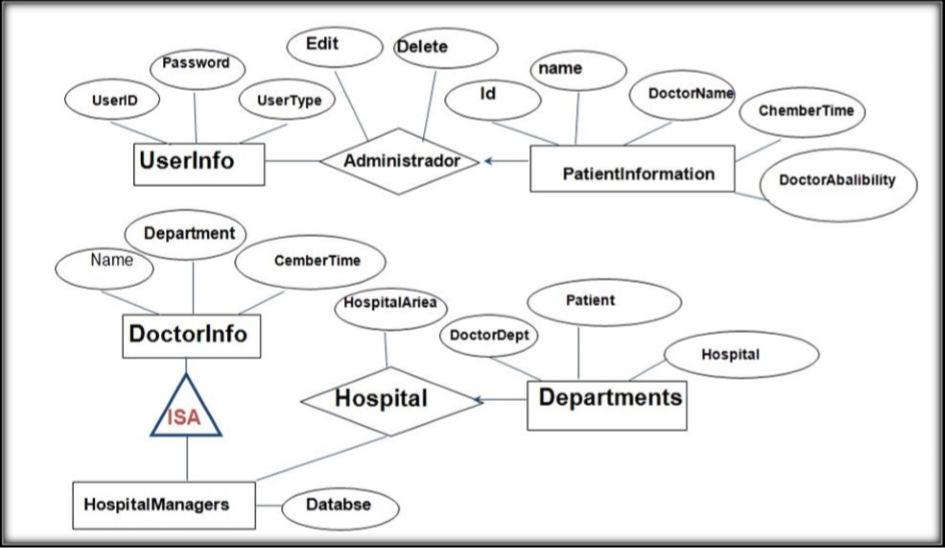 Edit
Delete
Password
name
UserID
UserType
Id
DoctorName
ChemberTime
UserInfo
Administrador
PatientInformation
DoctorAbalibility
Department
Name
CemberTime
HospitalAriea
Patient
DoctorInfo
DoctorDept
Hospital
Hospital
Departments
ISA
HospitalManagers
Databse